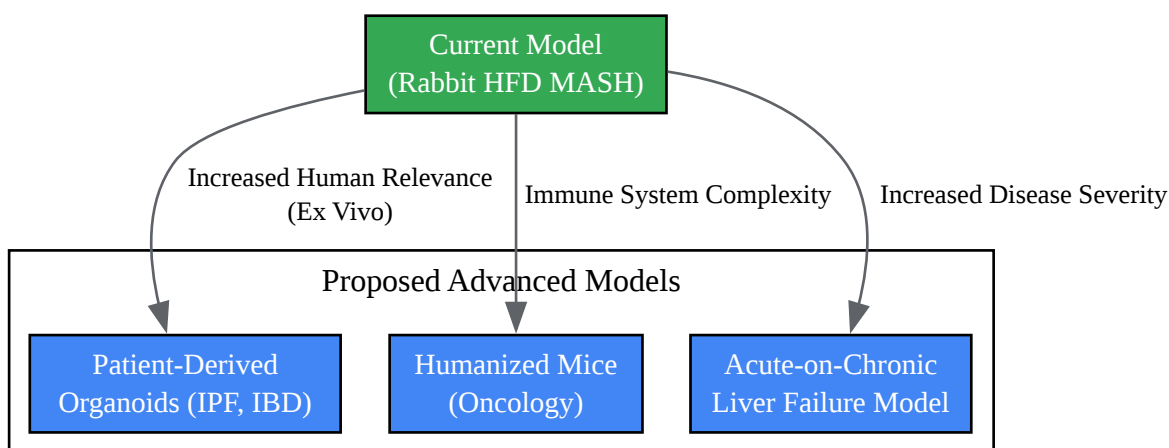 Current Model
(Rabbit HFD MASH)
Increased Human Relevance
(Ex Vivo)
Immune System Complexity
Increased Disease Severity
Proposed Advanced Models
Patient-Derived
Organoids (IPF, IBD)
Humanized Mice
(Oncology)
Acute-on-Chronic
Liver Failure Model